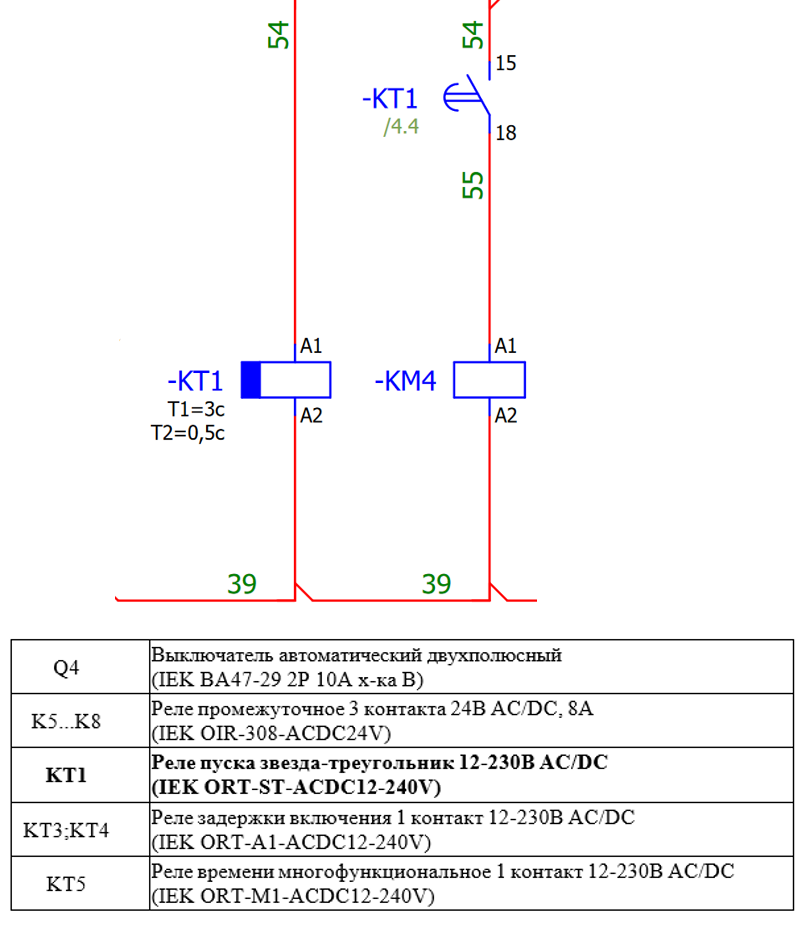 54
54
15
-KT1
/4.4
18
55
A1
A1
-KT1
-KM4
T1=3с
T2=0,5с
A2
A2
39
39
Q4
Выключатель автоматический двухполюсный
(IEK ВА47-29 2Р 10А х-ка В)
K5...K8
Реле промежуточное 3 контакта 24В AC/DC, 8А
(IEK OIR-308-ACDC24V)
KT1
Реле пуска звезда-треугольник 12-230В AC/DC
(IEK ORT-ST-ACDC12-240V)
KT3;KT4
Реле задержки включения 1 контакт 12-230В AC/DC
(IEK ORT-A1-ACDC12-240V)
KT5
Реле времени многофункциональное 1 контакт 12-230В AC/DC
(IEK ORT-M1-ACDC12-240V)